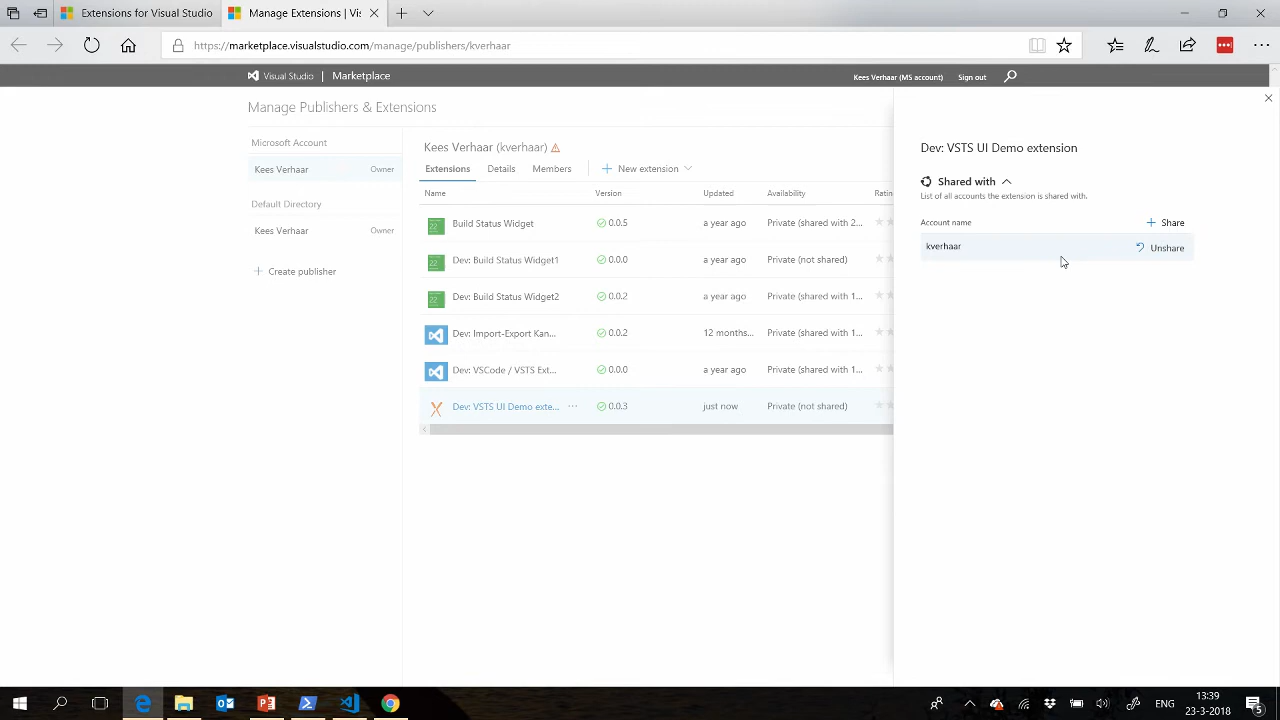 Extensions for Visual Studio
Manage Extensions | Vis
https://marketplace.visualstudio.com/manage/publishers/kverhaar
Visual Studio | Marketplace
Kees Verhaar (MS account) Sign out
Manage Publishers & Extensions
Microsoft Account
Kees Verhaar Owner
Default Directory
Kees Verhaar Owner
Create publisher
Kees Verhaar (kverhaar)
Extensions Details Members New extension
Name Version Updated Availability Ratin
Build Status Widget 0.0.5 a year ago Private (shared with 2...
Dev: Build Status Widget1 0.0.0 a year ago Private (not shared)
Dev: Build Status Widget2 0.0.2 a year ago Private (shared with 1...
Dev: Import-Export Kan... 0.0.2 12 months... Private (shared with 1...
Dev: VSCode / VSTS Ext... 0.0.0 a year ago Private (shared with 1...
Dev: VSTS UI Demo exte... ... 0.0.3 just now Private (not shared)
Dev: VSTS UI Demo extension
Shared with
List of all accounts the extension is shared with.
Account name Share
kverhaar Unshare
ENG
13:39
23-3-2018